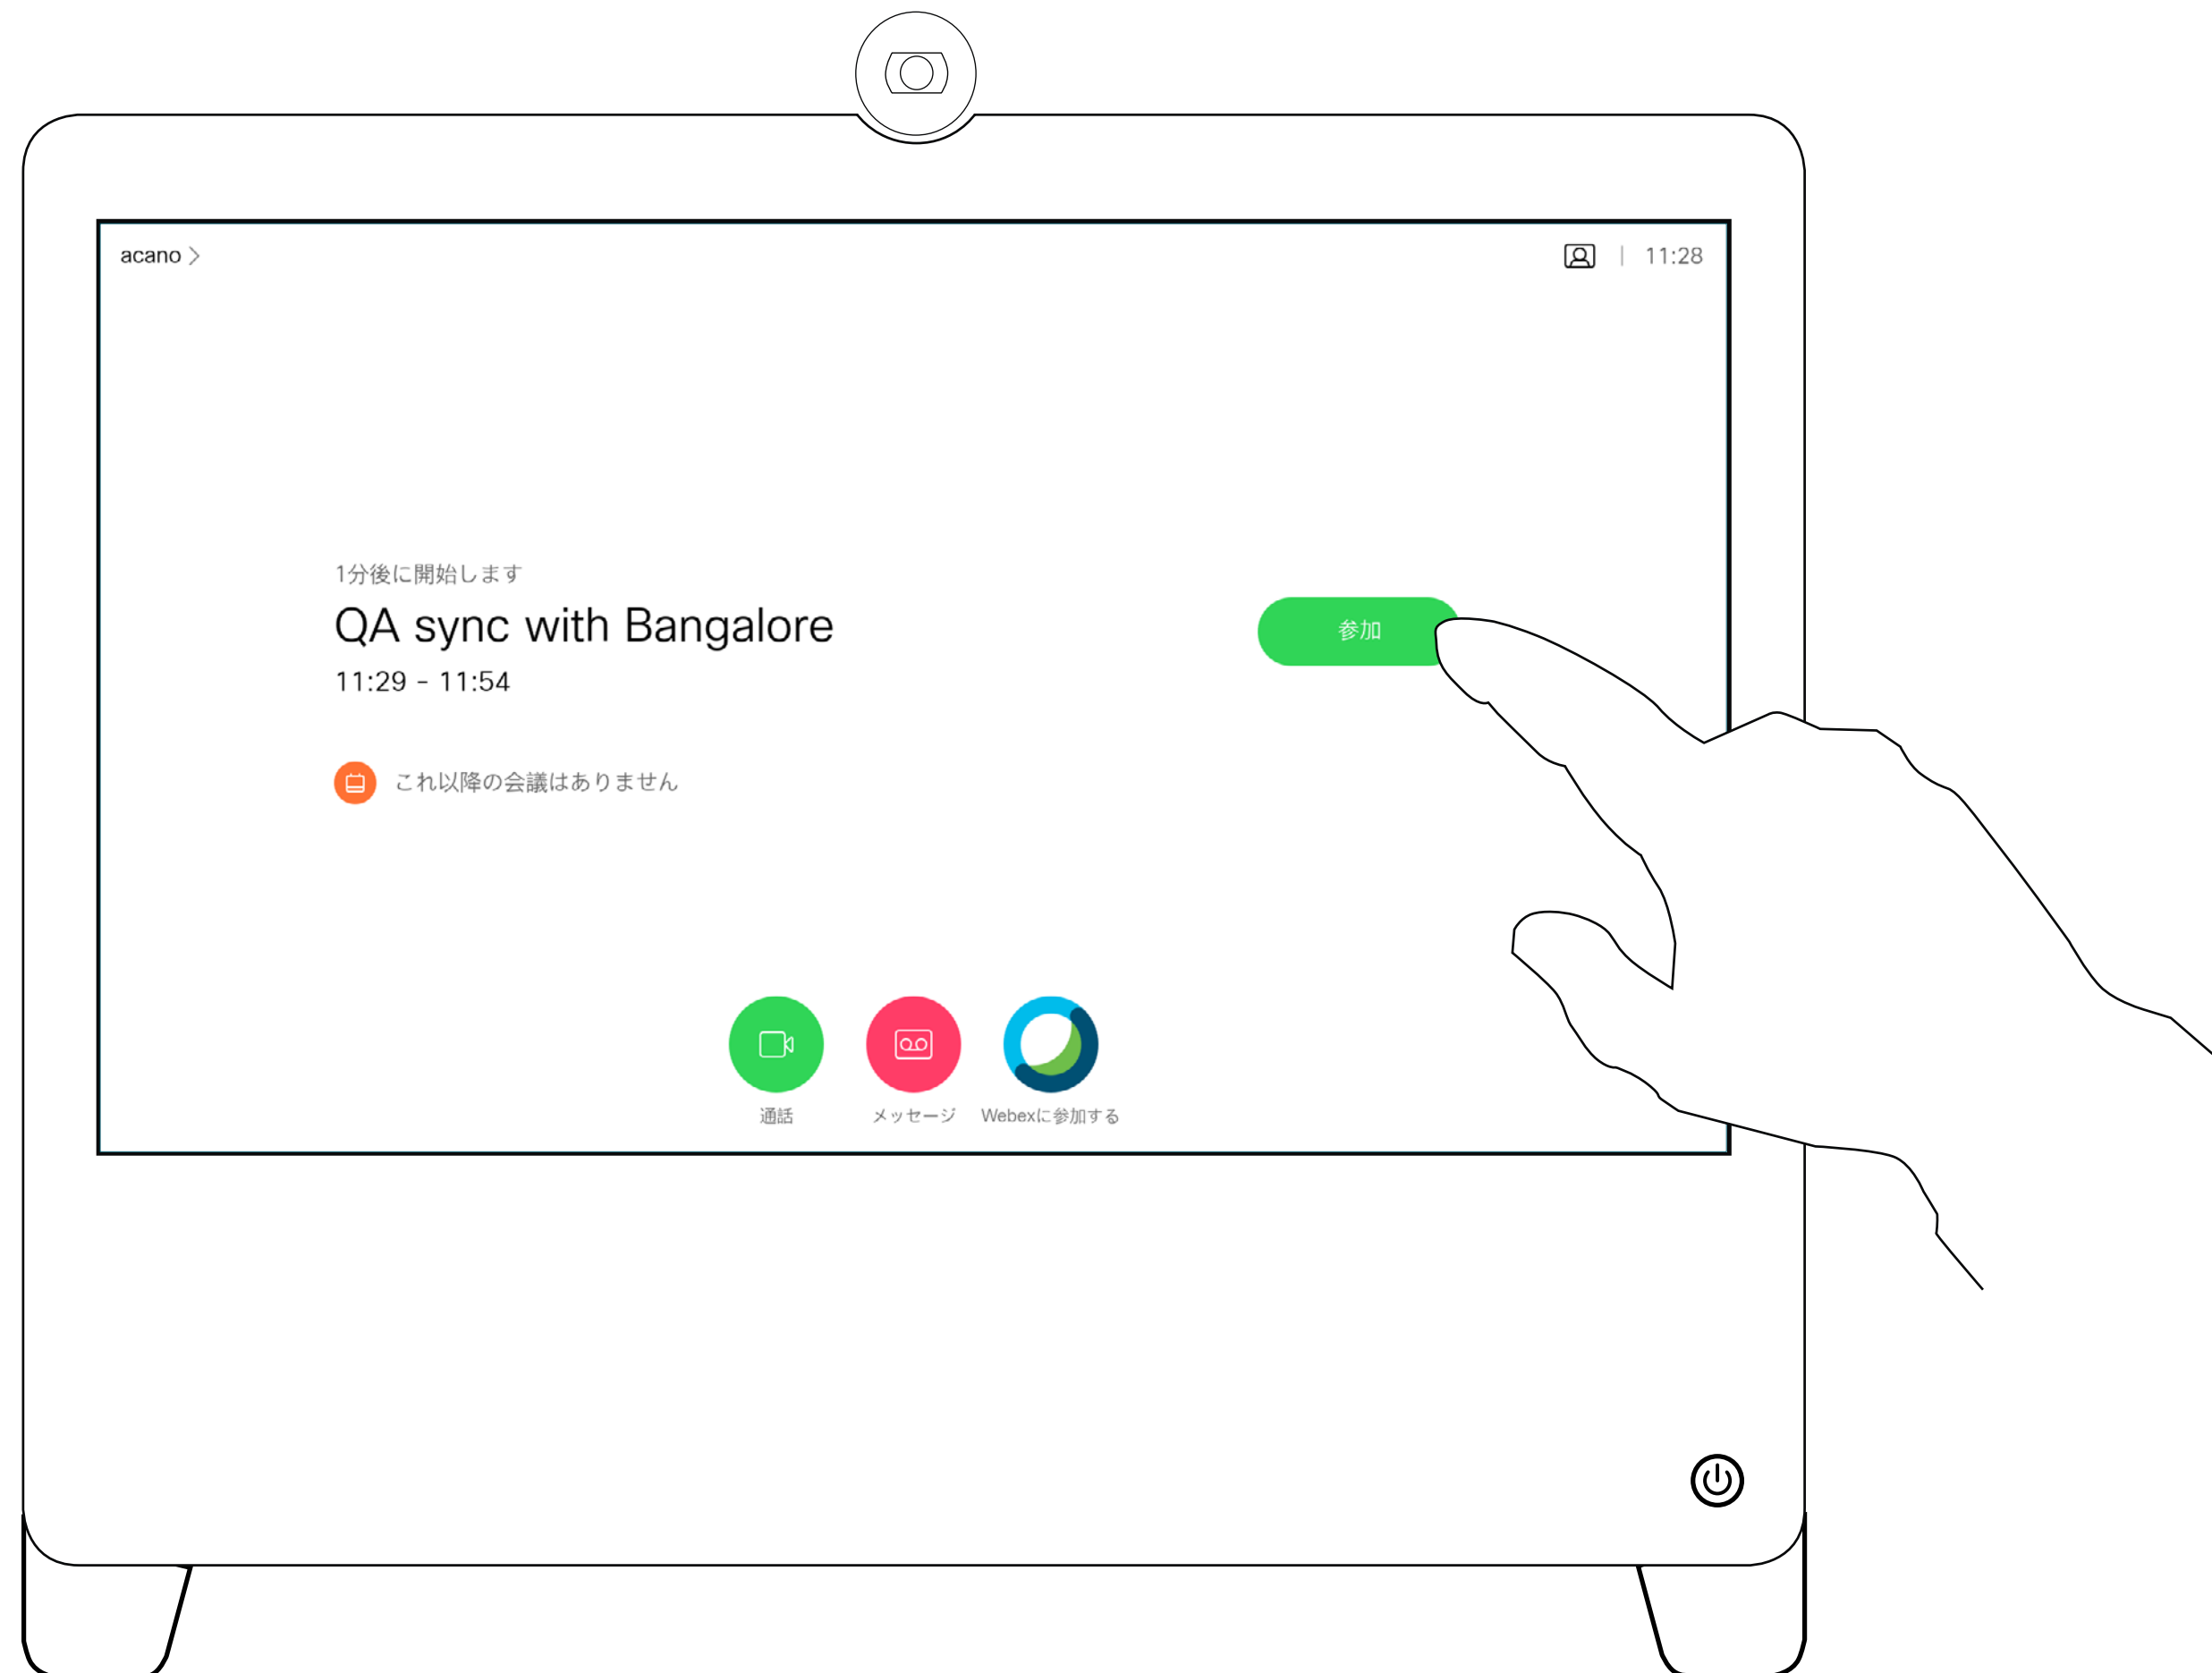 acano
11:28
1分後に開始します
QA sync with Bangalore
11:29 - 11:54
参加
これ以降の会議はありません
通話
メッセージ
Webexに参加する